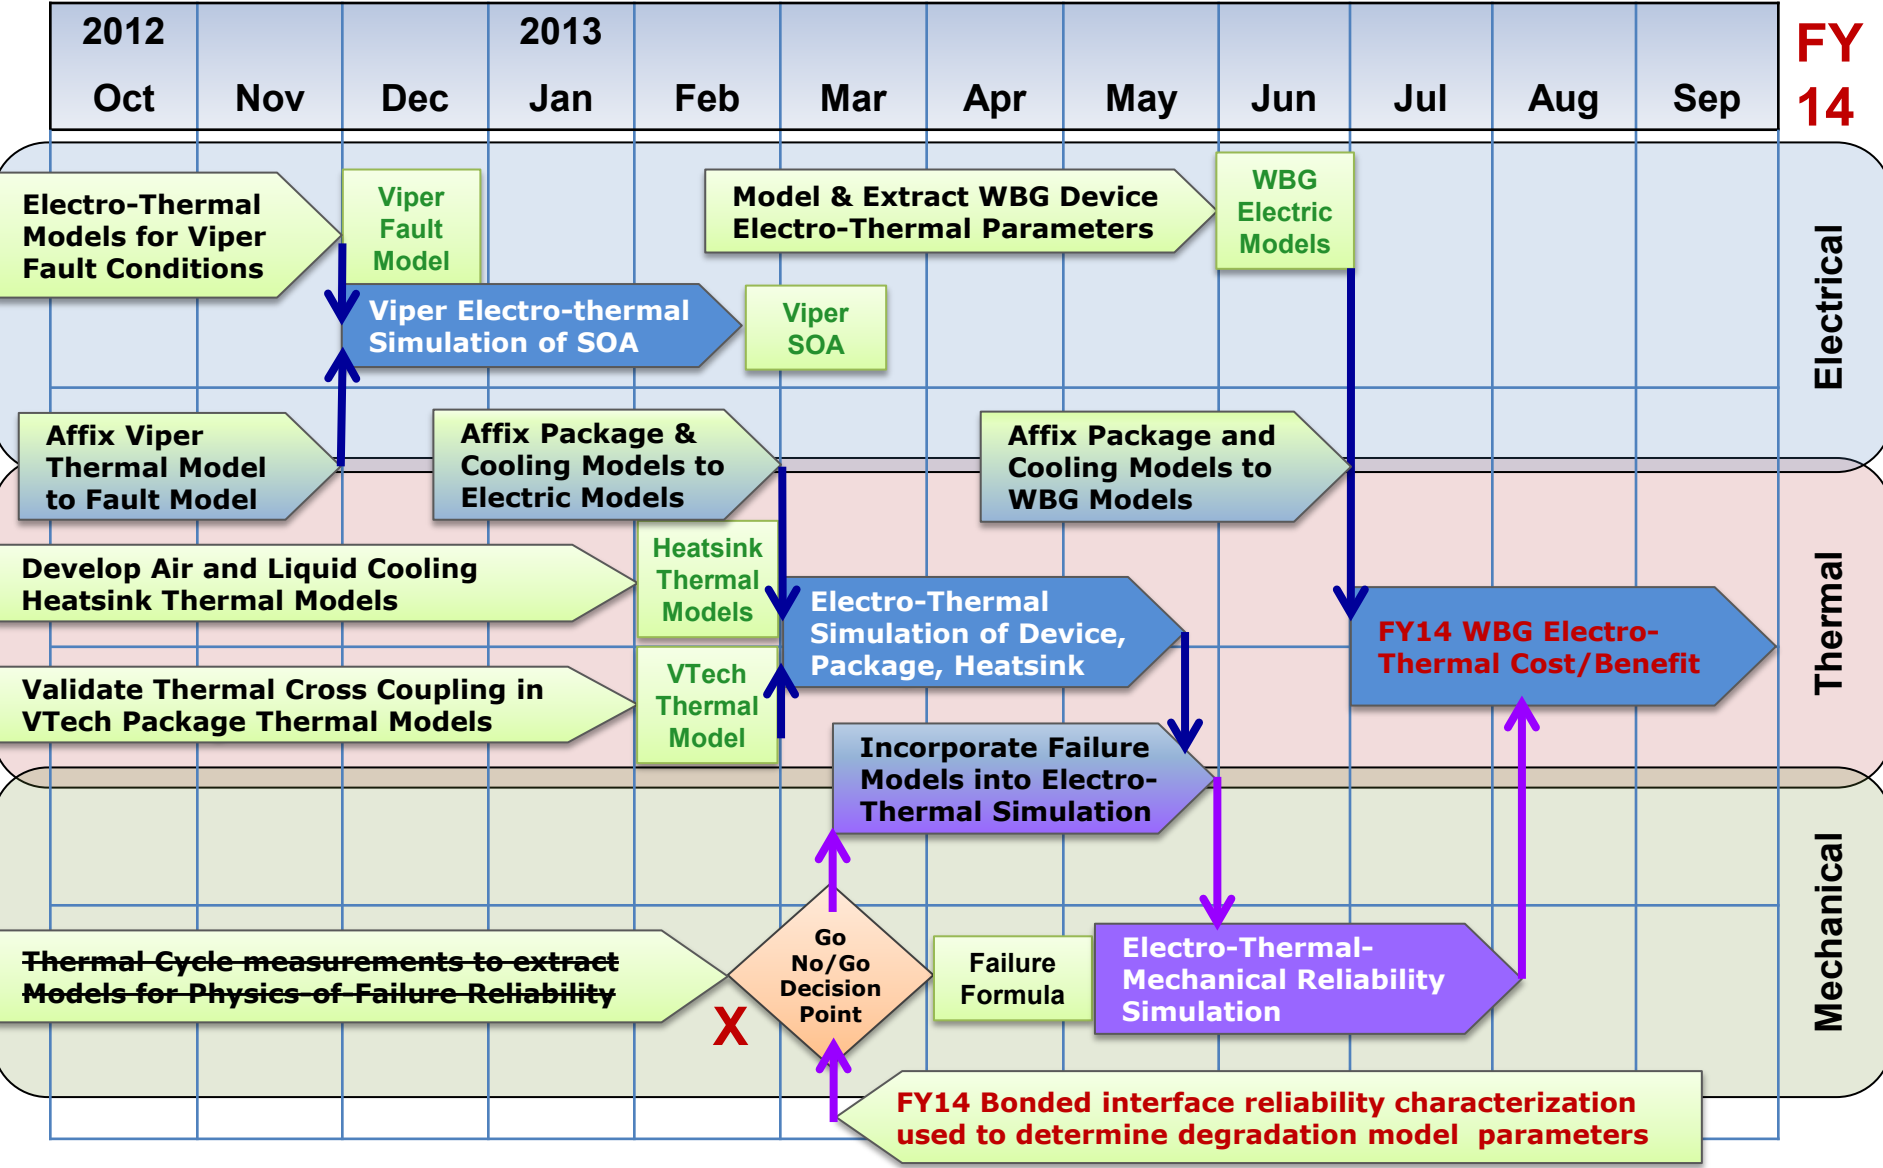 2012
2013
FY
14
Oct
Nov
Dec
Jan
Feb
Mar
Apr
May
Jun
Jul
Aug
Sep
Electro-Thermal
Models for Viper
Fault Conditions
Viper
Fault
Model
Model & Extract WBG Device
Electro-Thermal Parameters
WBG
Electric
Models
Viper Electro-thermal
Simulation of SOA
Viper
SOA
Electrical
Affix Viper
Thermal Model
to Fault Model
Affix Package &
Cooling Models to
Electric Models
Affix Package and
Cooling Models to
WBG Models
Develop Air and Liquid Cooling
Heatsink Thermal Models
Heatsink
Thermal
Models
Electro-Thermal
Simulation of Device,
Package, Heatsink
FY14 WBG Electro-
Thermal Cost/Benefit
Thermal
Validate Thermal Cross Coupling in
VTech Package Thermal Models
VTech
Thermal
Model
Incorporate Failure
Models into Electro-
Thermal Simulation
Thermal Cycle measurements to extract
Models for Physics-of-Failure Reliability
X
Go
No/Go
Decision
Point
Failure
Formula
Electro-Thermal-
Mechanical Reliability
Simulation
Mechanical
FY14 Bonded interface reliability characterization
used to determine degradation model parameters